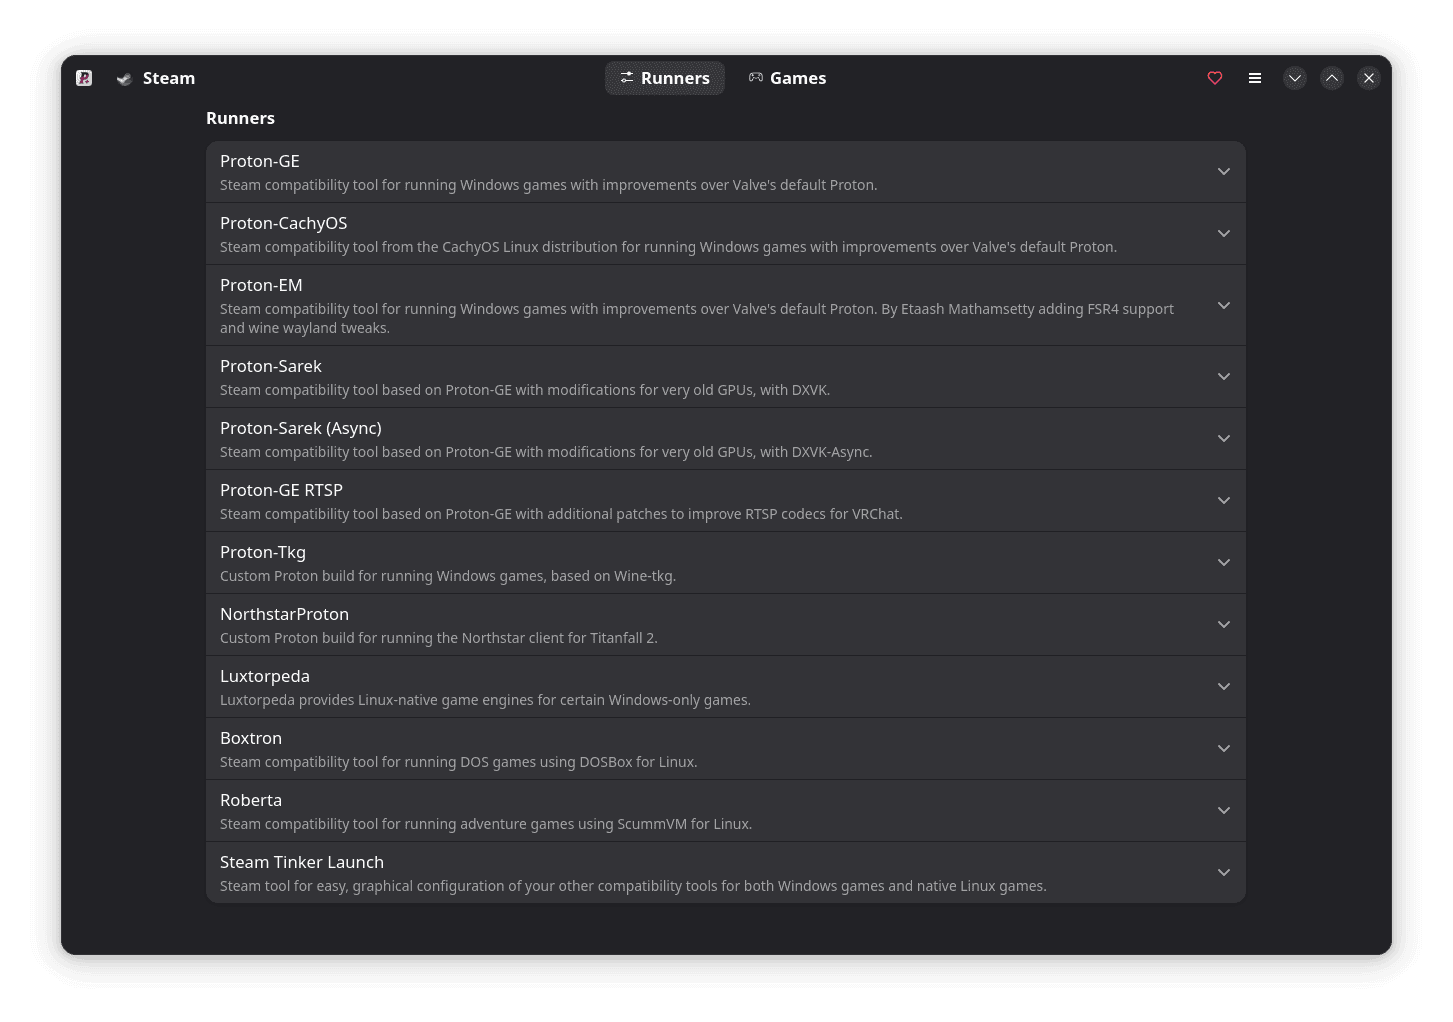 Steam
Runners
Games
Runners
Proton-GE
Steam compatibility tool for running Windows games with improvements over Valve's default Proton.
Proton-CachyOS
Steam compatibility tool from the CachyOS Linux distribution for running Windows games with improvements over Valve's default Proton.
Proton-EM
Steam compatibility tool for running Windows games with improvements over Valve's default Proton. By Etaash Mathamsetty adding FSR4 support
and wine wayland tweaks.
Proton-Sarek
Steam compatibility tool based on Proton-GE with modifications for very old GPUs, with DXVK.
Proton-Sarek (Async)
Steam compatibility tool based on Proton-GE with modifications for very old GPUs, with DXVK-Async.
Proton-GE RTSP
Steam compatibility tool based on Proton-GE with additional patches to improve RTSP codecs for VRChat.
Proton-Tkg
Custom Proton build for running Windows games, based on Wine-tkg.
NorthstarProton
Custom Proton build for running the Northstar client for Titanfall 2.
Luxtorpeda
Luxtorpeda provides Linux-native game engines for certain Windows-only games.
Boxtron
Steam compatibility tool for running DOS games using DOSBox for Linux.
Roberta
Steam compatibility tool for running adventure games using ScummVM for Linux.
Steam Tinker Launch
Steam tool for easy, graphical configuration of your other compatibility tools for both Windows games and native Linux games.